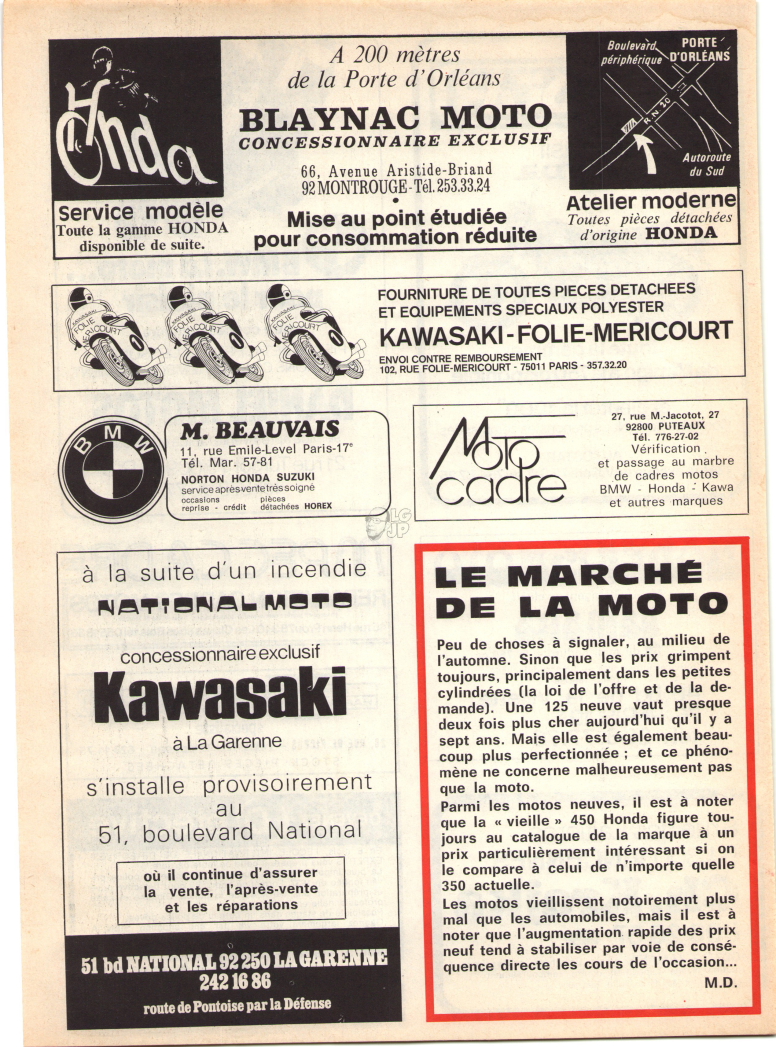 Honda
Service modèle
Toute la gamme HONDA
disponible de suite.
A 200 mètres
de la Porte d'Orléans
BLAYNAC MOTO
CONCESSIONNAIRE EXCLUSIF
66, Avenue Aristide-Briand
92 MONTROUGE-Tél. 253.33.24
•
Mise au point étudiée
pour consommation réduite
Boulevard
périphérique
PORTE
D'ORLÉANS
R N 20
Autoroute
du Sud
Atelier moderne
Toutes pièces détachées
d'origine HONDA
FOLIE
MERICOURT
FOLIE
MERICOURT
FOLIE
MERICOURT
FOURNITURE DE TOUTES PIECES DETACHEES
ET EQUIPEMENTS SPECIAUX POLYESTER
KAWASAKI-FOLIE-MERICOURT
ENVOI CONTRE REMBOURSEMENT
102, RUE FOLIE-MERICOURT - 75011 PARIS - 357.32.20
BMW
M. BEAUVAIS
11, rue Emile-Level Paris-17e
Tél. Mar. 57-81
NORTON HONDA SUZUKI
service après vente très soigné
occasions pièces
reprise - crédit détachées HOREX
Moto
cadre
27, rue M.-Jacotot, 27
92800 PUTEAUX
Tél. 776-27-02
Vérification
et passage au marbre
de cadres motos
BMW - Honda - Kawa
et autres marques
LG
JP
à la suite d'un incendie
NATIONAL MOTO
concessionnaire exclusif
Kawasaki
à La Garenne
s'installe provisoirement
au
51, boulevard National
où il continue d'assurer
la vente, l'après-vente
et les réparations
51 bd NATIONAL 92 250 LA GARENNE
242 16 86
route de Pontoise par la Défense
LE MARCHÉ
DE LA MOTO
Peu de choses à signaler, au milieu de
l'automne. Sinon que les prix grimpent
toujours, principalement dans les petites
cylindrées (la loi de l'offre et de la de-
mande). Une 125 neuve vaut presque
deux fois plus cher aujourd'hui qu'il y a
sept ans. Mais elle est également beau-
coup plus perfectionnée ; et ce phéno-
mène ne concerne malheureusement pas
que la moto.
Parmi les motos neuves, il est à noter
que la « vieille » 450 Honda figure tou-
jours au catalogue de la marque à un
prix particulièrement intéressant si on
le compare à celui de n'importe quelle
350 actuelle.
Les motos vieillissent notoirement plus
mal que les automobiles, mais il est à
noter que l'augmentation rapide des prix
neuf tend à stabiliser par voie de consé-
quence directe les cours de l'occasion...
M.D.